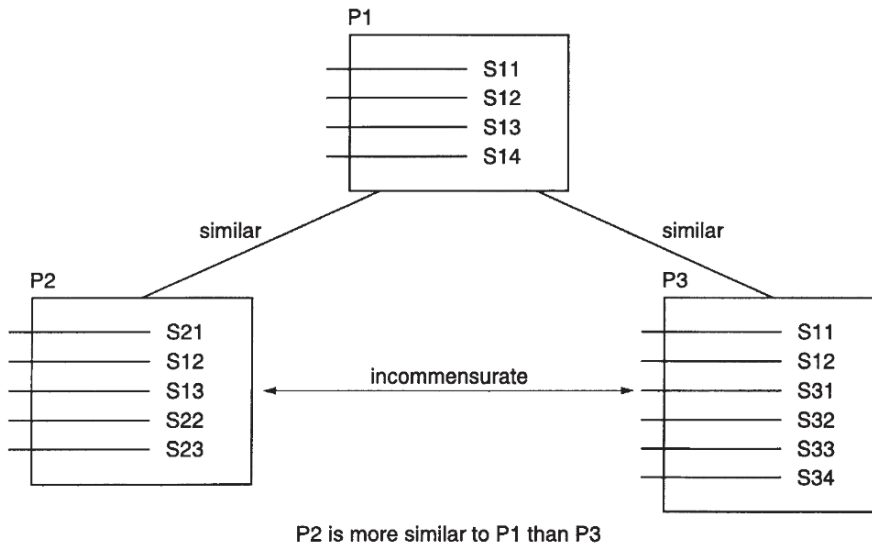 P1
S11
S12
S13
S14
similar
similar
P2
S21
S12
S13
S22
S23
incommensurate
P3
S11
S12
S31
S32
S33
S34
P2 is more similar to P1 than P3